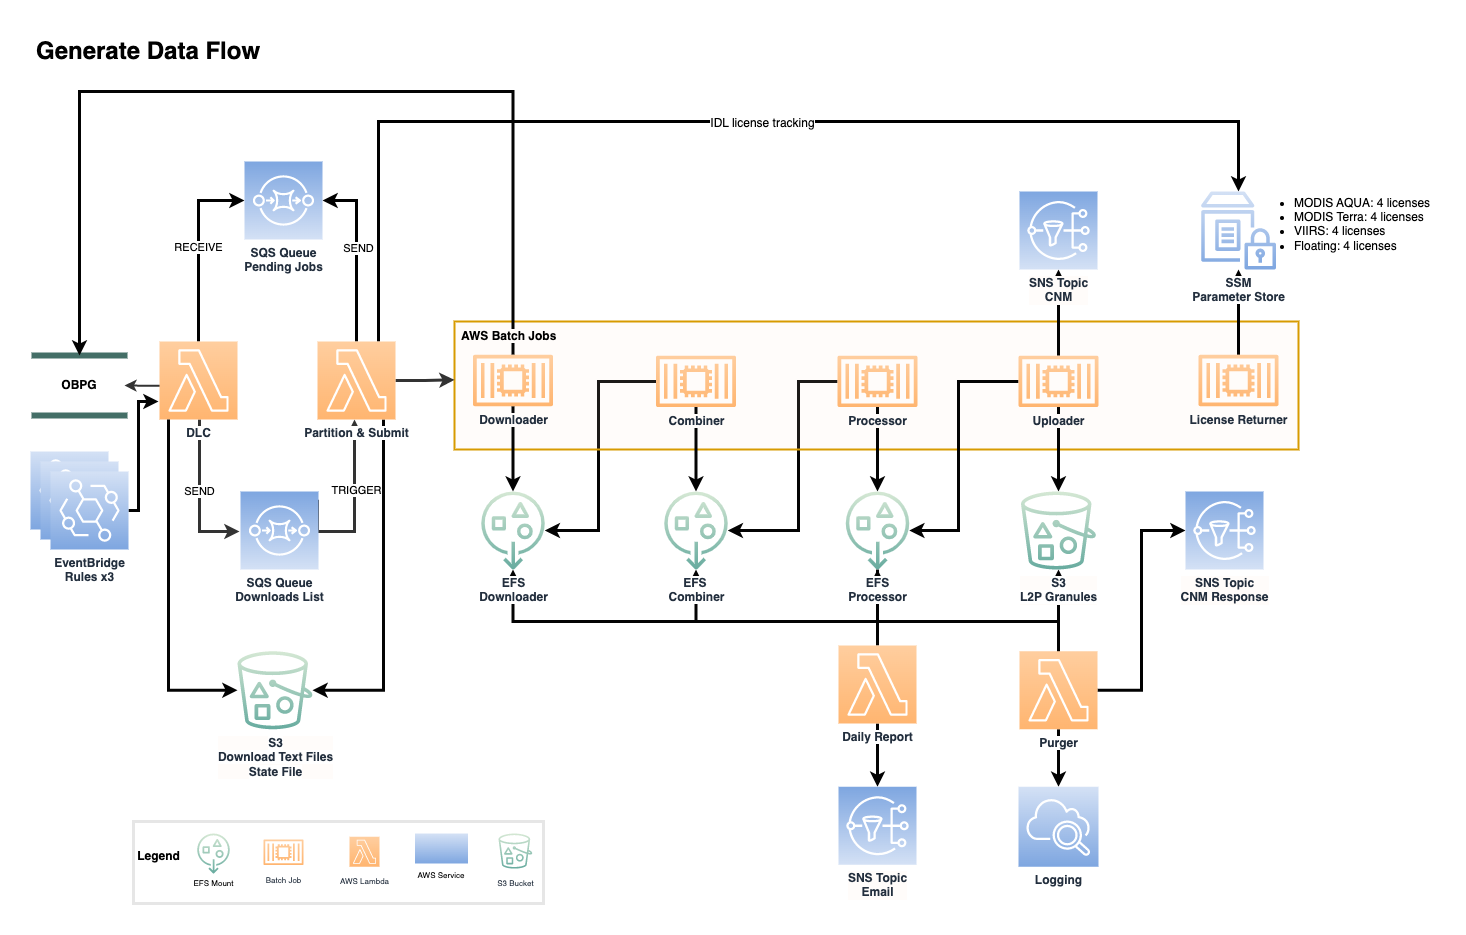 Generate Data Flow
IDL license tracking
MODIS AQUA: 4 licenses
MODIS Terra: 4 licenses
VIIRS: 4 licenses
Floating: 4 licenses
RECEIVE
SEND
SQS Queue
Pending Jobs
SNS Topic
CNM
SSM
Parameter Store
AWS Batch Jobs
OBPG
DLC
Partition & Submit
Downloader
Combiner
Processor
Uploader
License Returner
SEND
TRIGGER
EventBridge
Rules x3
SQS Queue
Downloads List
EFS
Downloader
EFS
Combiner
EFS
Processor
S3
L2P Granules
SNS Topic
CNM Response
S3
Download Text Files
State File
Daily Report
Purger
SNS Topic
Email
Logging
Legend
EFS Mount
Batch Job
AWS Lambda
AWS Service
S3 Bucket